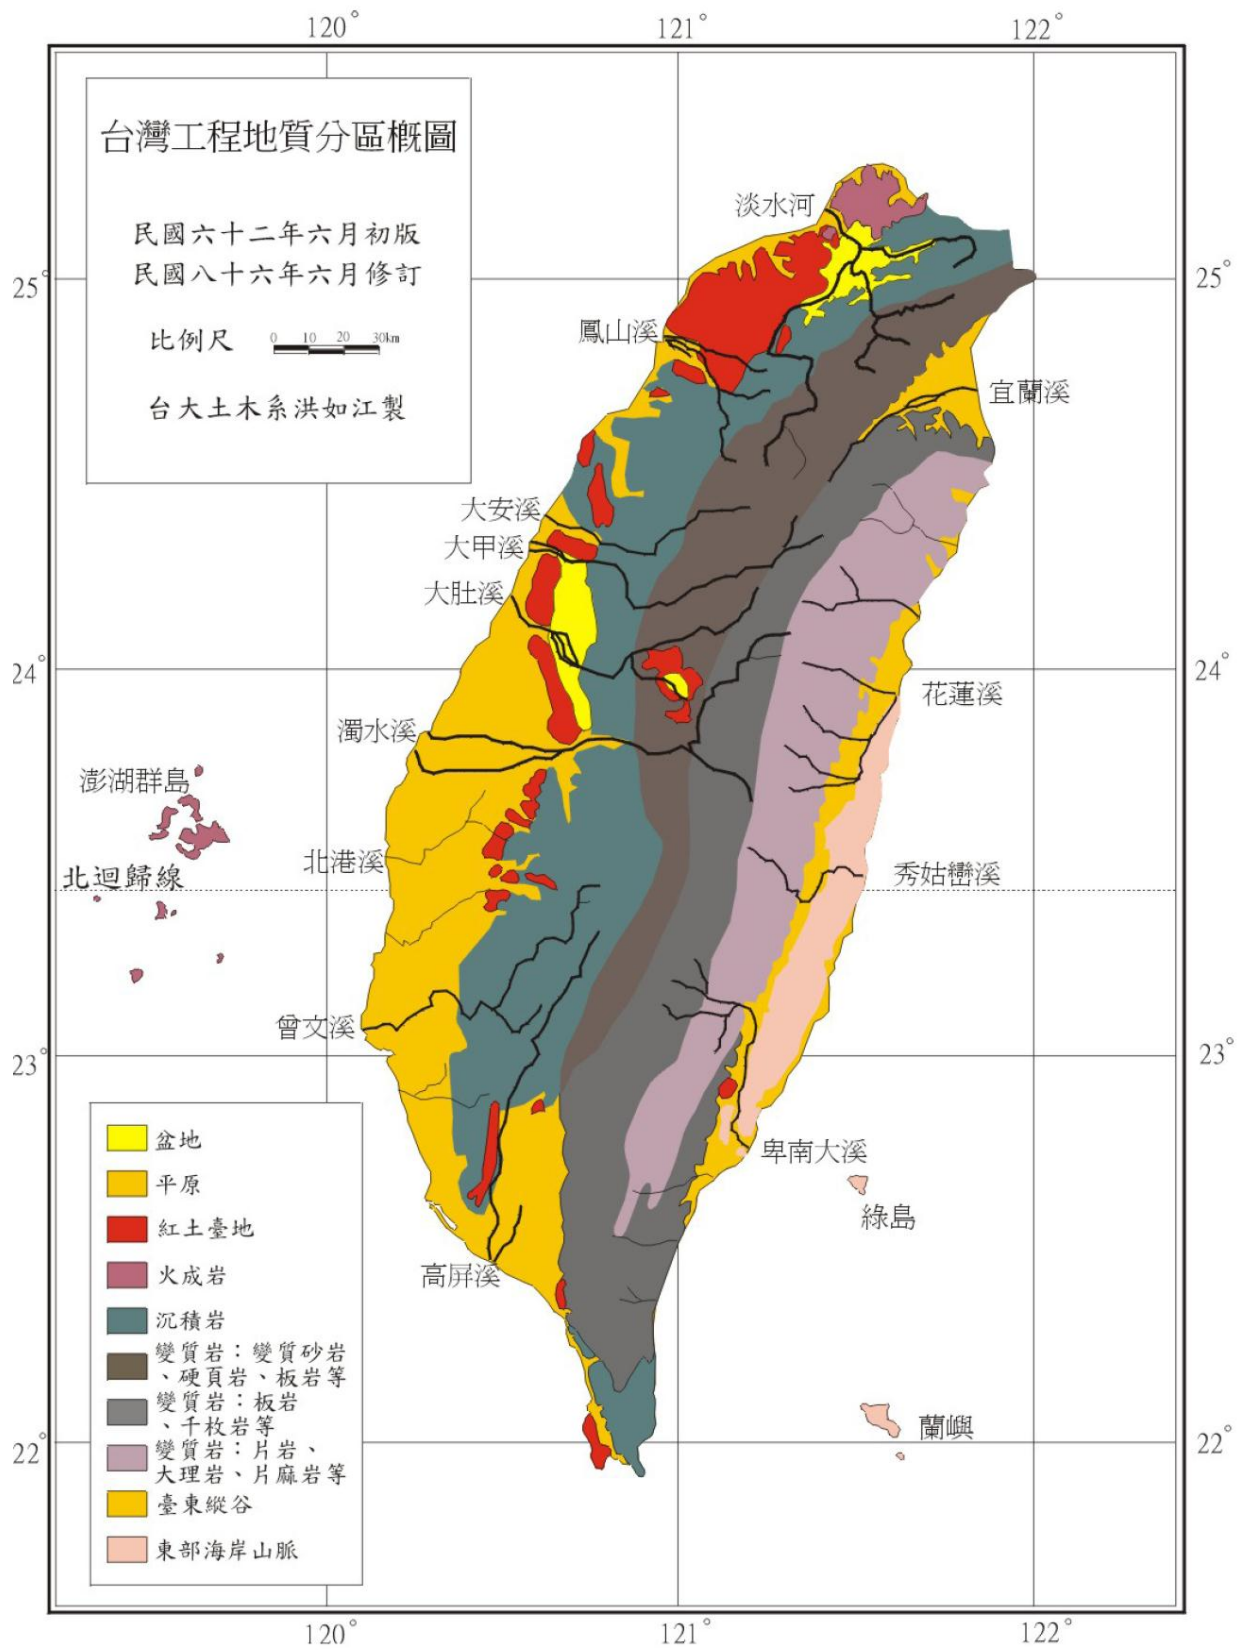 120°
121°
122°
台灣工程地質分區概圖
民國六十二年六月初版
民國八十六年六月修訂
比例尺 0 10 20 30km
台大土木系洪如江製
淡水河
25°
25°
鳳山溪
宜蘭溪
大安溪
大甲溪
大肚溪
24°
24°
花蓮溪
濁水溪
澎湖群島
北港溪
北迴歸線
秀姑巒溪
曾文溪
23°
23°
卑南大溪
綠島
高屏溪
蘭嶼
22°
22°
盆地
平原
紅土臺地
火成岩
沉積岩
變質岩：變質砂岩
、硬頁岩、板岩等
變質岩：板岩
、千枚岩等
變質岩：片岩、
大理岩、片麻岩等
臺東縱谷
東部海岸山脈
120°
121°
122°